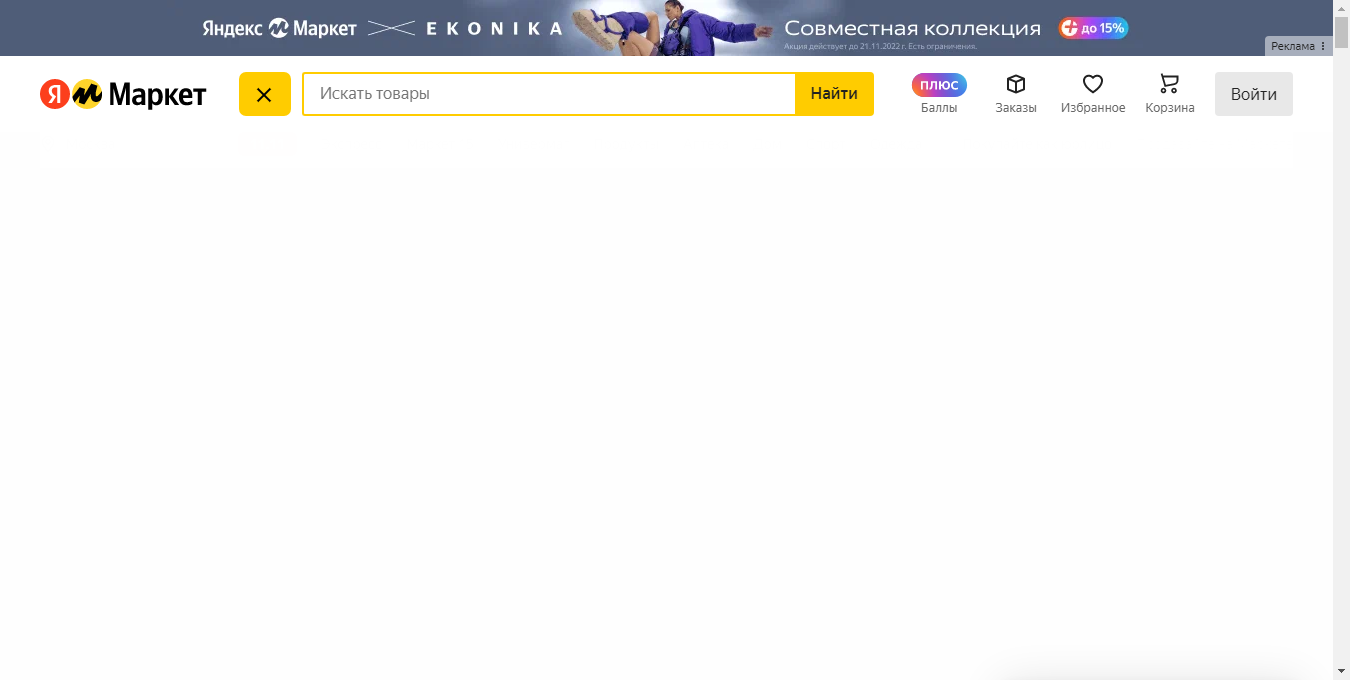 Яндекс Маркет EKONIKA Совместная коллекция до 15%
Акция действует до 21.11.2022 г. Есть ограничения.
Реклама
Я Маркет Искать товары Найти
плюс
Баллы Заказы Избранное Корзина Войти